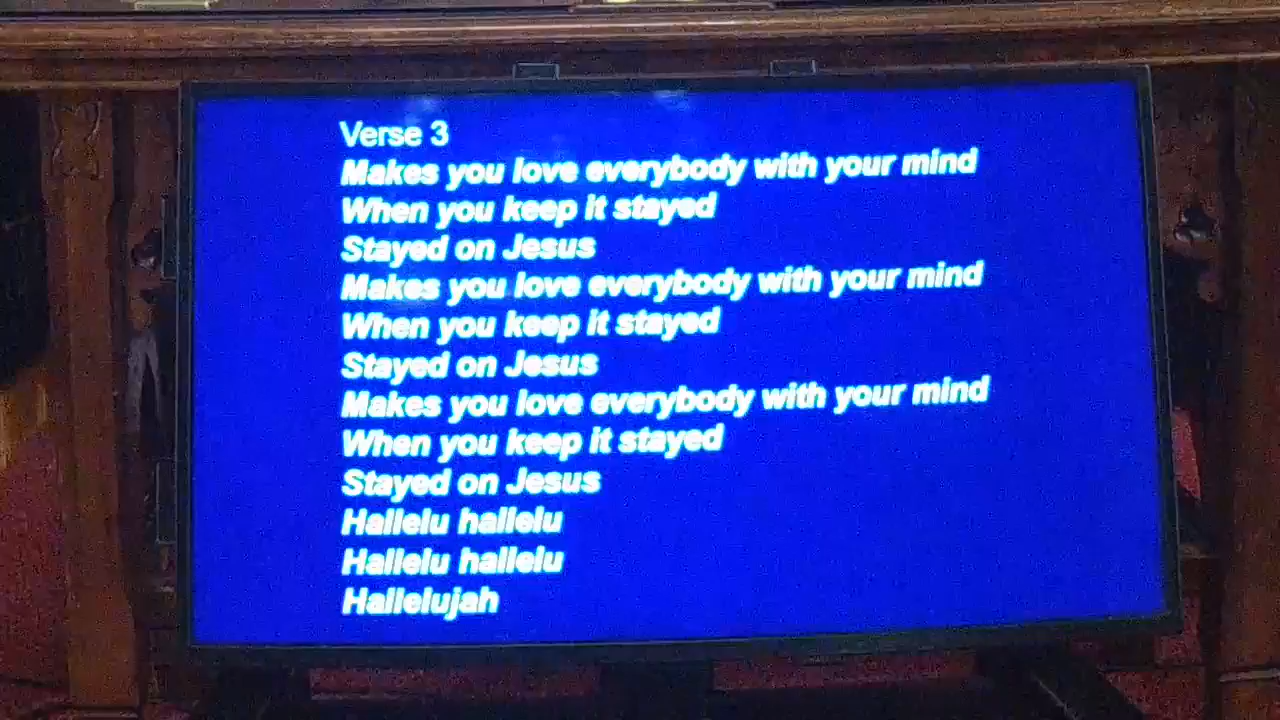 Verse 3
Makes you love everybody with your mind
When you keep it stayed
Stayed on Jesus
Makes you love everybody with your mind
When you keep it stayed
Stayed on Jesus
Makes you love everybody with your mind
When you keep it stayed
Stayed on Jesus
Hallelu hallelu
Hallelu hallelu
Hallelujah